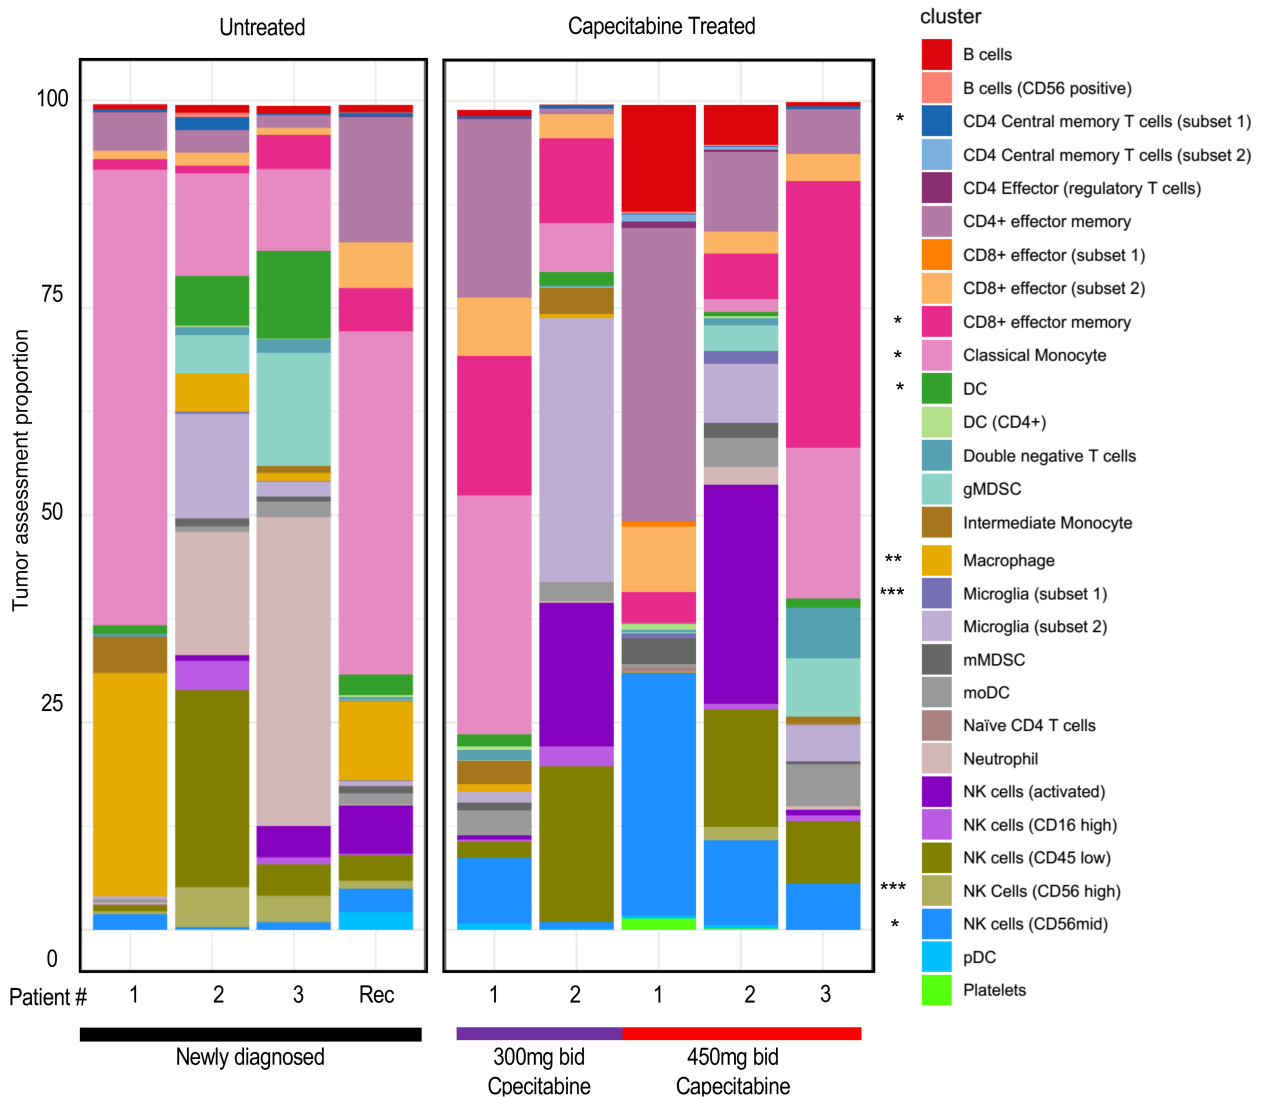 Untreated
Capecitabine Treated
Tumor assessment proportion
100
75
50
25
0
Patient # 1 2 3 Rec 1 2 1 2 3
Newly diagnosed
300mg bid
Cpecitabine
450mg bid
Capecitabine
cluster
B cells
B cells (CD56 positive)
* CD4 Central memory T cells (subset 1)
CD4 Central memory T cells (subset 2)
CD4 Effector (regulatory T cells)
CD4+ effector memory
CD8+ effector (subset 1)
CD8+ effector (subset 2)
* CD8+ effector memory
* Classical Monocyte
* DC
DC (CD4+)
Double negative T cells
gMDSC
Intermediate Monocyte
** Macrophage
*** Microglia (subset 1)
Microglia (subset 2)
mMDSC
moDC
Naïve CD4 T cells
Neutrophil
NK cells (activated)
NK cells (CD16 high)
NK cells (CD45 low)
*** NK Cells (CD56 high)
* NK cells (CD56mid)
pDC
Platelets